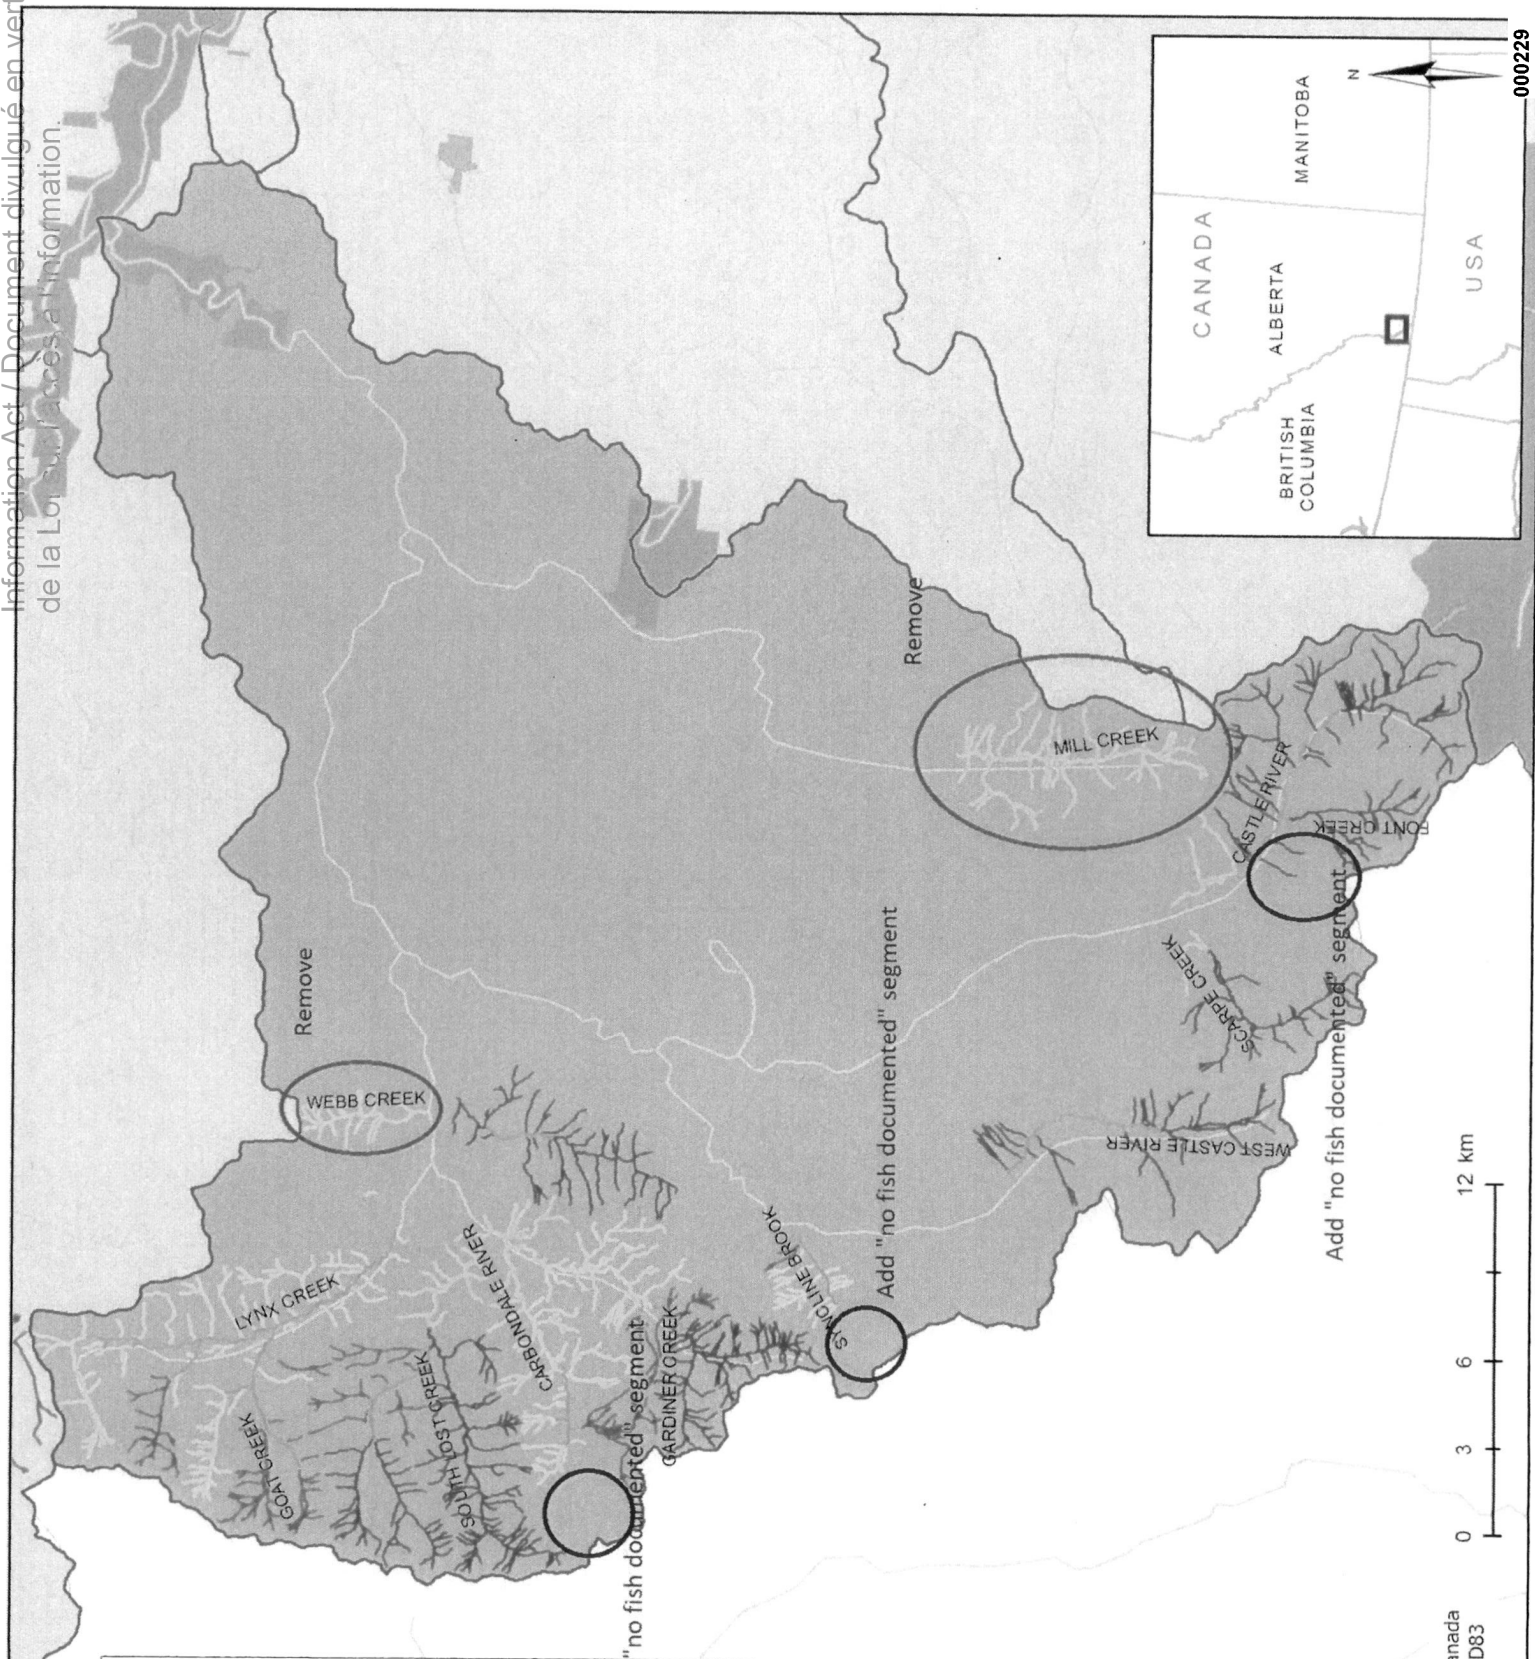 Information Act / Document divulgué en ver
de la Loi sur l'accès à l'information.
000229
N
CANADA
MANITOBA
ALBERTA
BRITISH
COLUMBIA
USA
Remove
MILL CREEK
CASTLE RIVER
FONT CREEK
Add "no fish documented" segment
SCARPE CREEK
WEST CASTLE RIVER
Remove
WEBB CREEK
Add "no fish documented" segment
SYNCLINE BROOK
LYNX CREEK
CARBONDALE RIVER
GARDINER CREEK
SOUTH LOST CREEK
GOAT CREEK
"no fish documented" segment
0 3 6 12 km
anada
D83